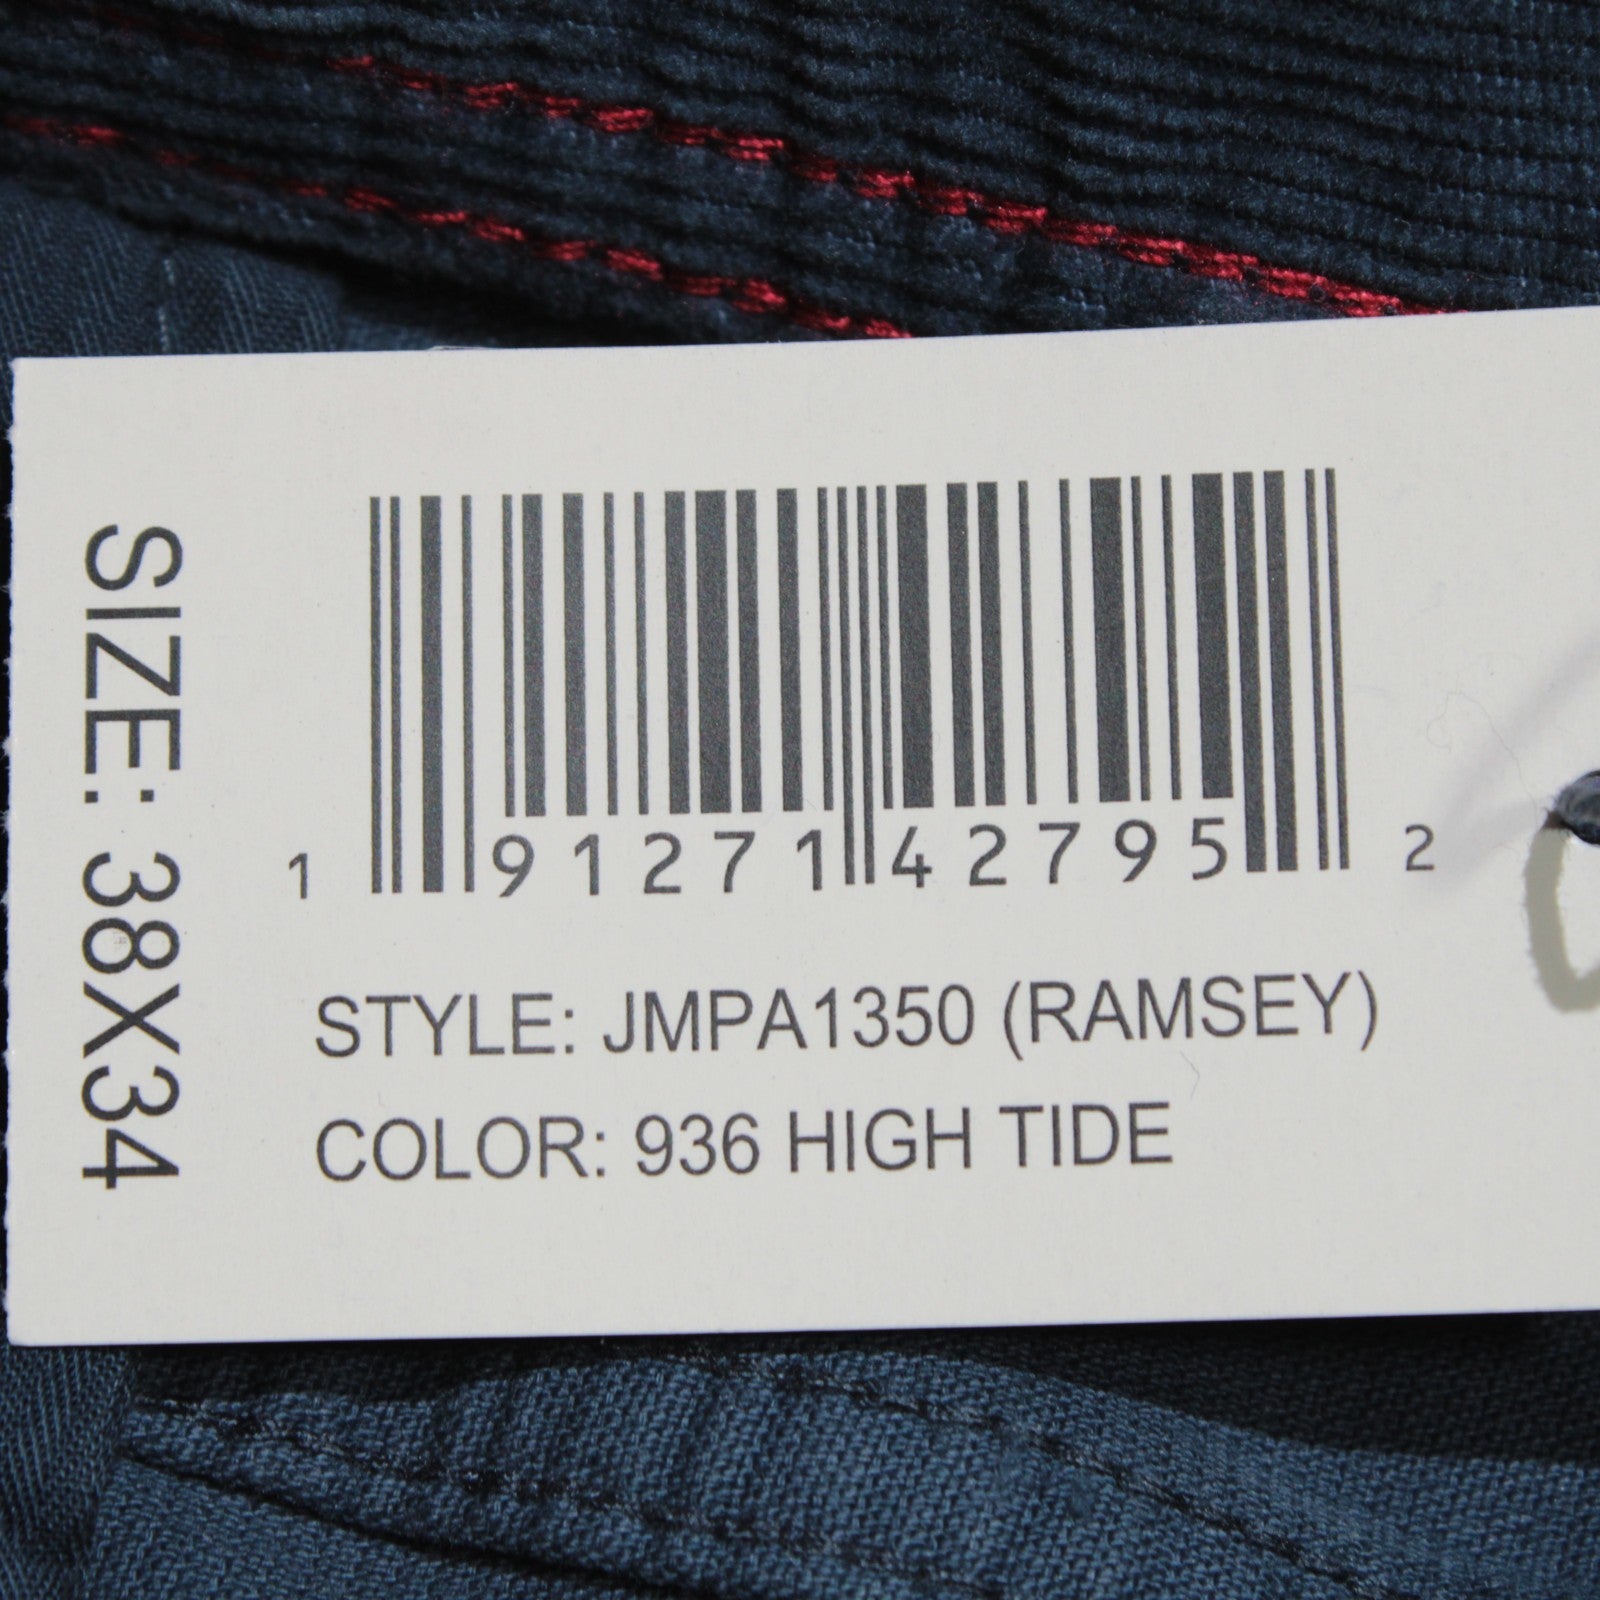 SIZE: 38X34
1 91271 42795 2
STYLE: JMPA1350 (RAMSEY)
COLOR: 936 HIGH TIDE